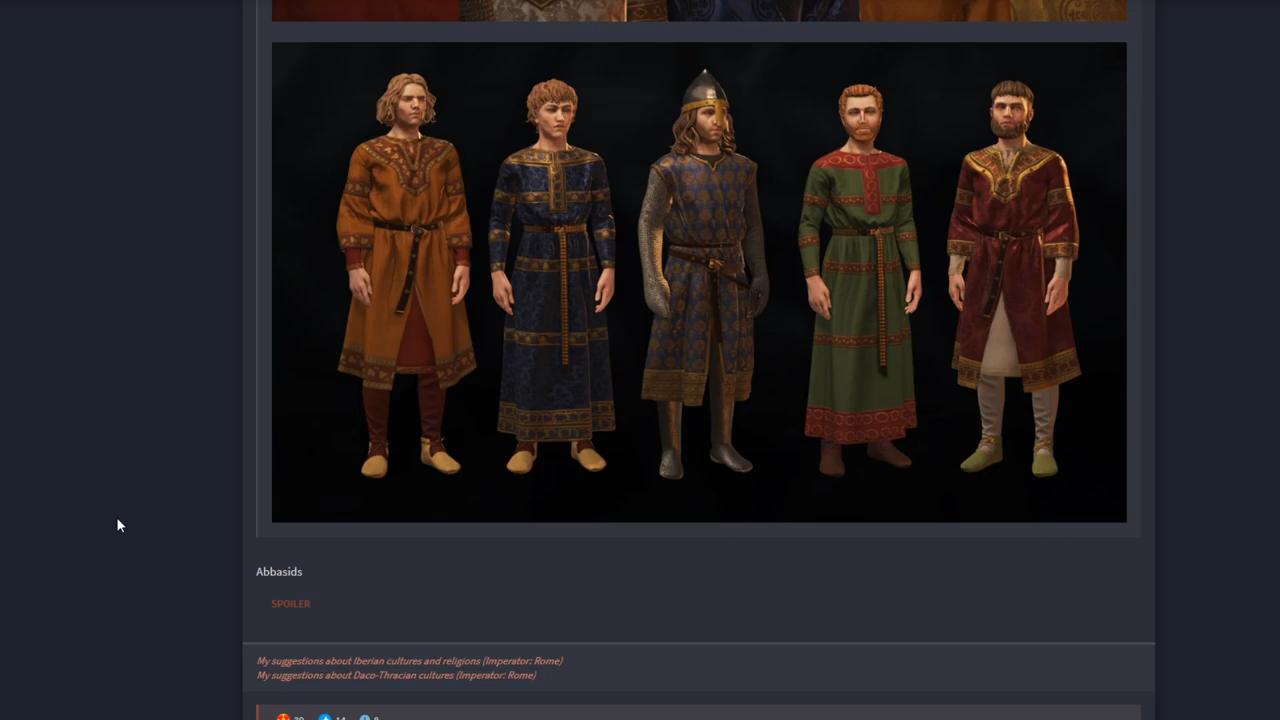 Abbasids
SPOILER
My suggestions about Iberian cultures and religions (Imperator: Rome)
My suggestions about Daco-Thracian cultures (Imperator: Rome)